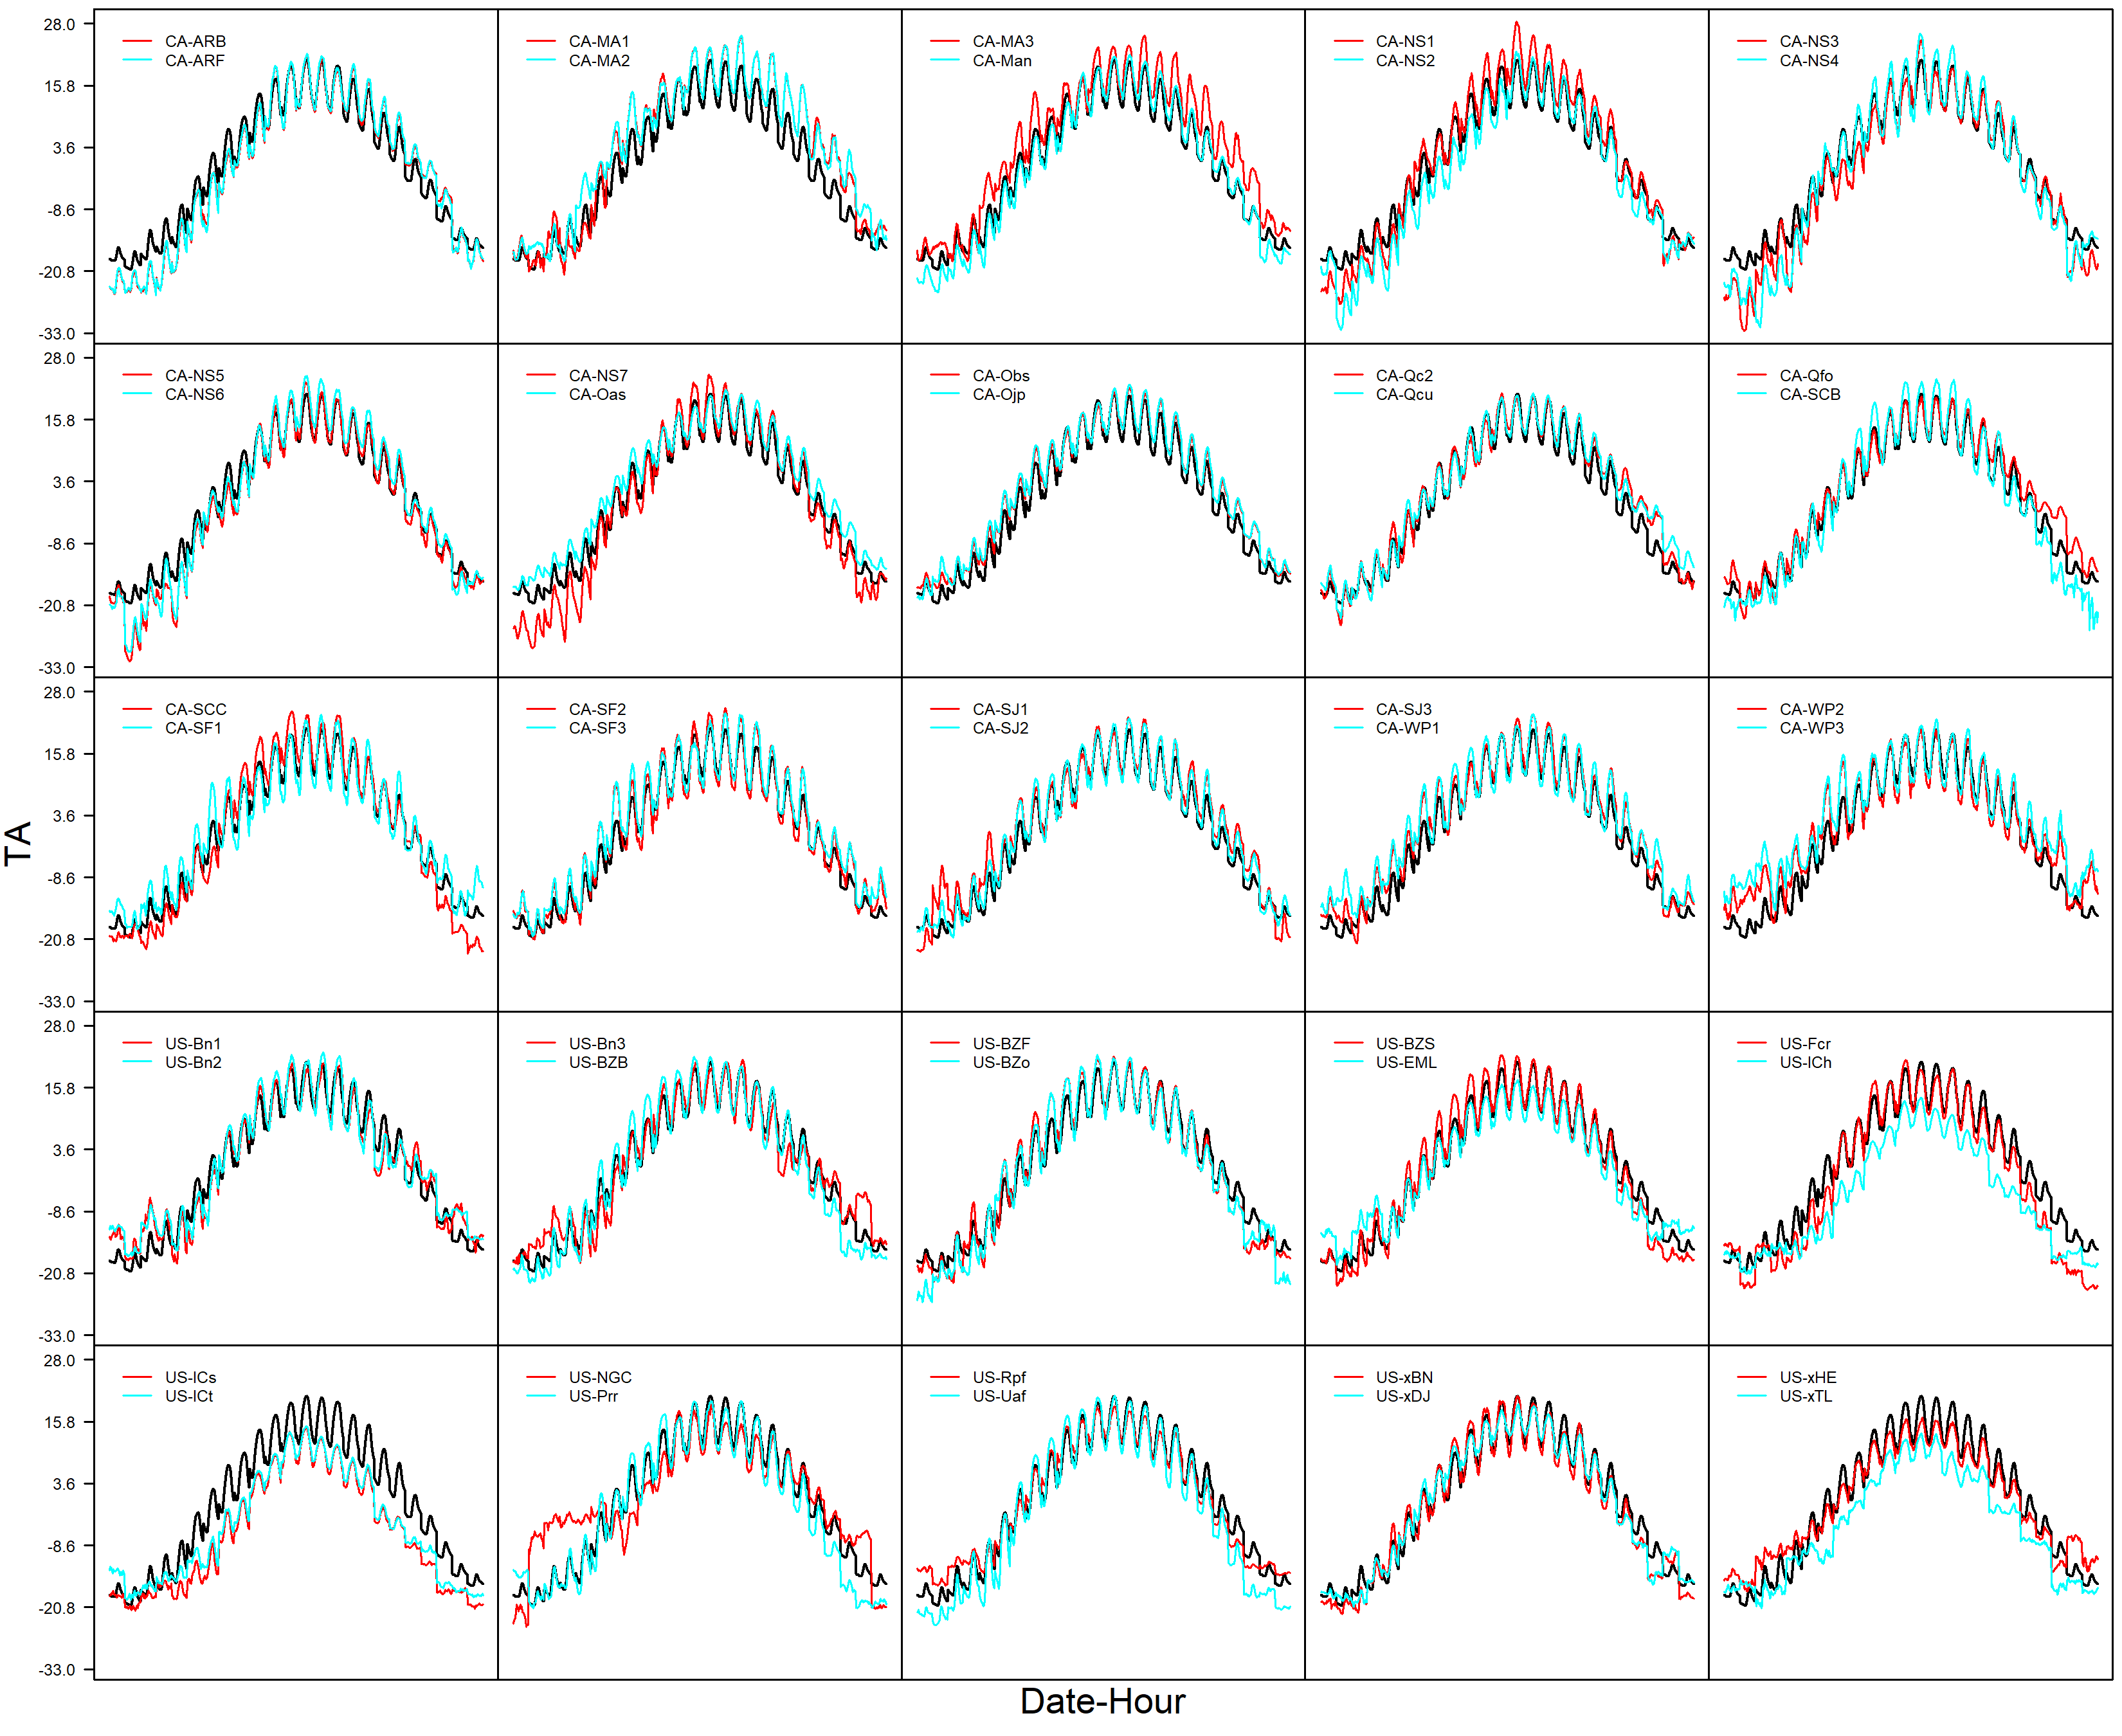 28.0
15.8
3.6
-8.6
-20.8
-33.0
CA-ARB
CA-ARF
CA-MA1
CA-MA2
CA-MA3
CA-Man
CA-NS1
CA-NS2
CA-NS3
CA-NS4
28.0
15.8
3.6
-8.6
-20.8
-33.0
CA-NS5
CA-NS6
CA-NS7
CA-Oas
CA-Obs
CA-Ojp
CA-Qc2
CA-Qcu
CA-Qfo
CA-SCB
TA
28.0
15.8
3.6
-8.6
-20.8
-33.0
CA-SCC
CA-SF1
CA-SF2
CA-SF3
CA-SJ1
CA-SJ2
CA-SJ3
CA-WP1
CA-WP2
CA-WP3
28.0
15.8
3.6
-8.6
-20.8
-33.0
US-Bn1
US-Bn2
US-Bn3
US-BZB
US-BZF
US-BZo
US-BZS
US-EML
US-Fcr
US-ICh
28.0
15.8
3.6
-8.6
-20.8
-33.0
US-ICs
US-ICt
US-NGC
US-Prr
US-Rpf
US-Uaf
US-xBN
US-xDJ
US-xHE
US-xTL
Date-Hour